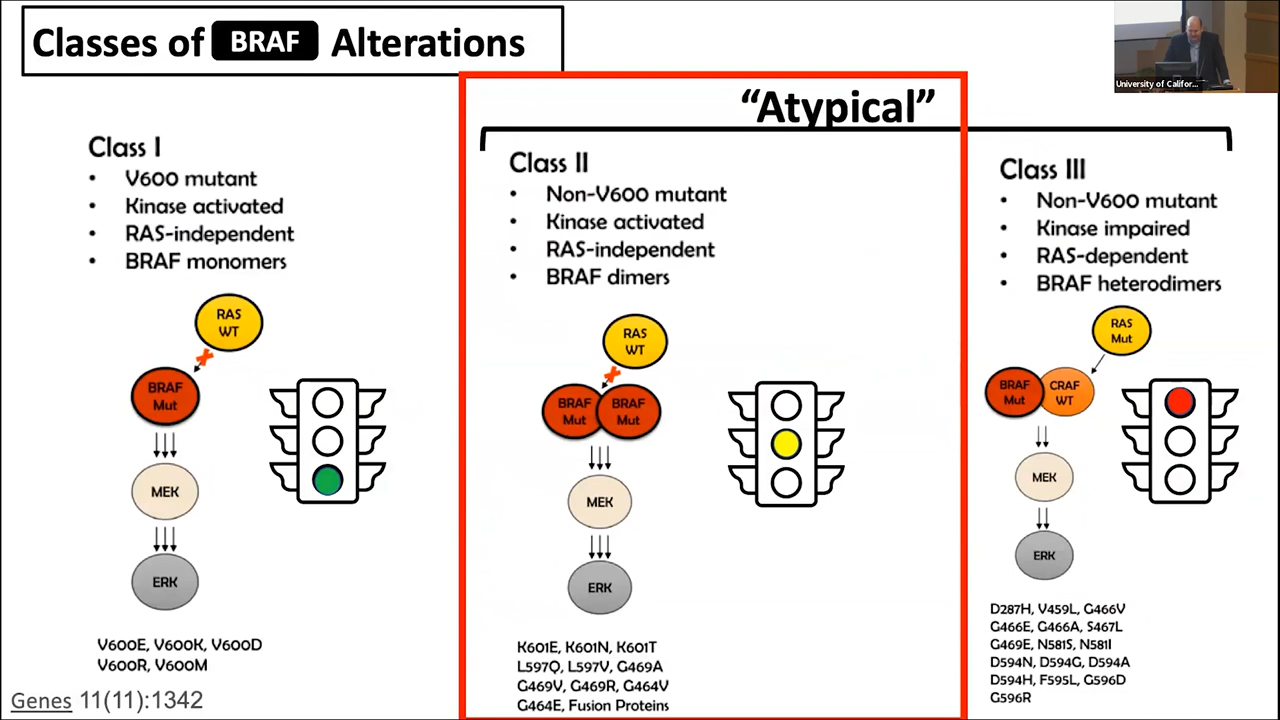 Classes of BRAF Alterations
University of Califor...
"Atypical"
Class I
• V600 mutant
• Kinase activated
• RAS-independent
• BRAF monomers
RAS
WT
BRAF
Mut
MEK
ERK
V600E, V600K, V600D
V600R, V600M
Class II
• Non-V600 mutant
• Kinase activated
• RAS-independent
• BRAF dimers
RAS
WT
BRAF
Mut
BRAF
Mut
MEK
ERK
K601E, K601N, K601T
L597Q, L597V, G469A
G469V, G469R, G464V
G464E, Fusion Proteins
Class III
• Non-V600 mutant
• Kinase impaired
• RAS-dependent
• BRAF heterodimers
RAS
Mut
BRAF
Mut
CRAF
WT
MEK
ERK
D287H, V459L, G466V
G466E, G466A, S467L
G469E, N581S, N581I
D594N, D594G, D594A
D594H, F595L, G596D
G596R
Genes 11(11):1342